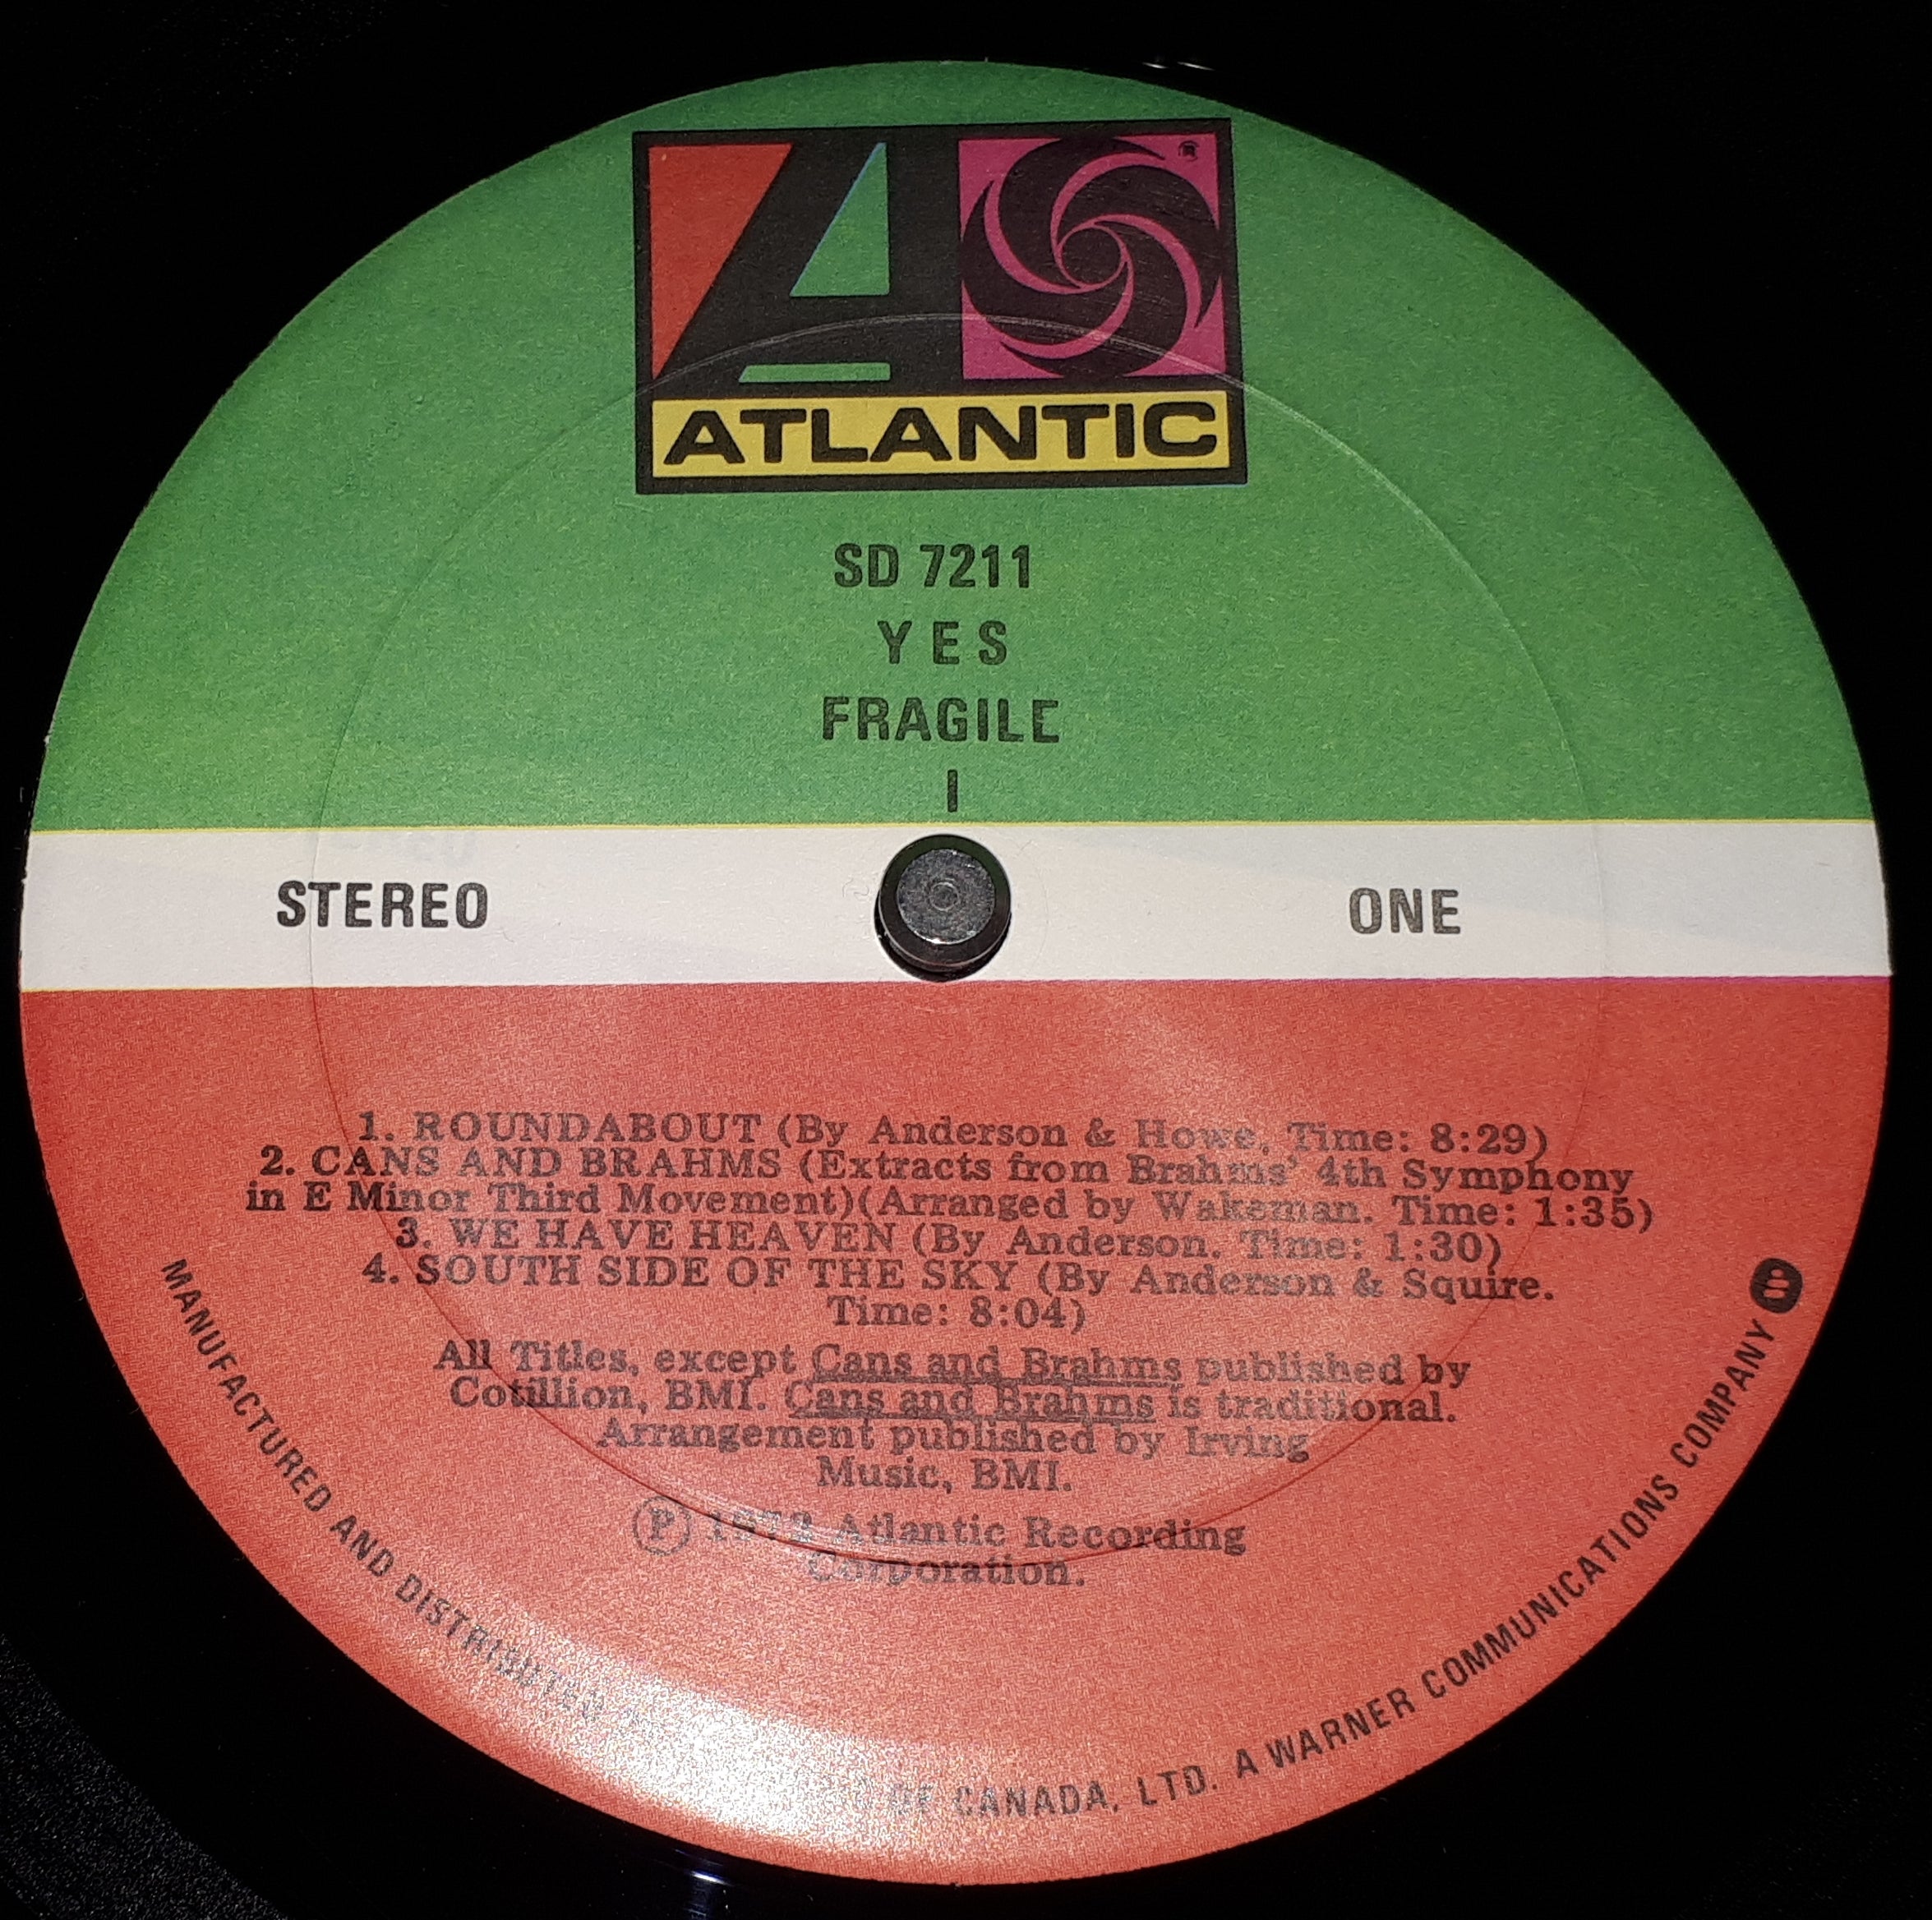 ATLANTIC
®
SD 7211
YES
FRAGILE
I
STEREO
ONE
1. ROUNDABOUT (By Anderson & Howe. Time: 8:29)
2. CANS AND BRAHMS (Extracts from Brahms' 4th Symphony
in E Minor Third Movement)(Arranged by Wakeman. Time: 1:35)
3. WE HAVE HEAVEN (By Anderson. Time: 1:30)
4. SOUTH SIDE OF THE SKY (By Anderson & Squire.
Time: 8:04)
All Titles, except Cans and Brahms published by
Cotillion, BMI. Cans and Brahms is traditional.
Arrangement published by Irving
Music, BMI.
Ⓟ Atlantic Recording
Corporation.
MANUFACTURED AND DISTRIBUTED OF CANADA, LTD. A WARNER COMMUNICATIONS COMPANY